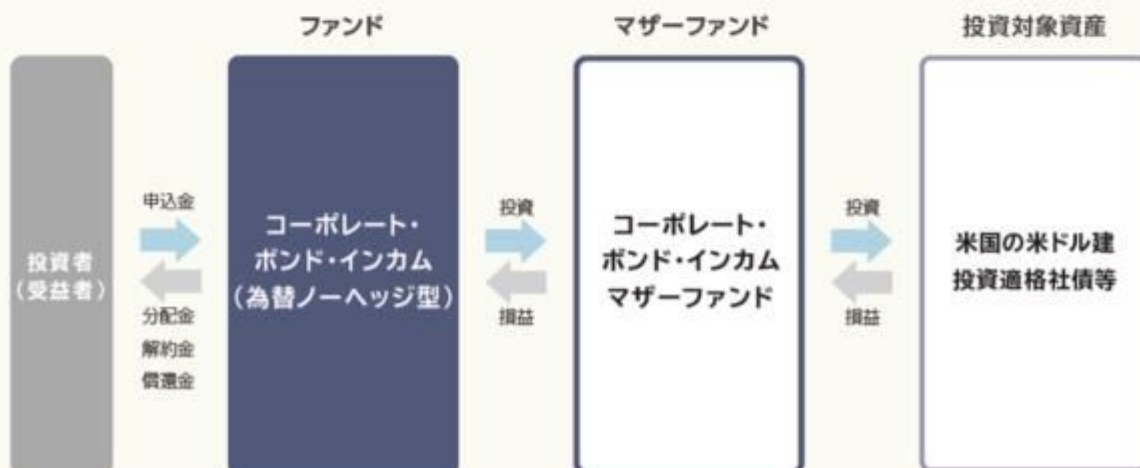 ファンド
マザーファンド
投資対象資産
投資者
(受益者)
申込金
分配金
解約金
償還金
コーポレート・
ボンド・インカム
(為替ノーヘッジ型)
投資
損益
コーポレート・
ボンド・インカム
マザーファンド
投資
損益
米国の米ドル建
投資適格社債等